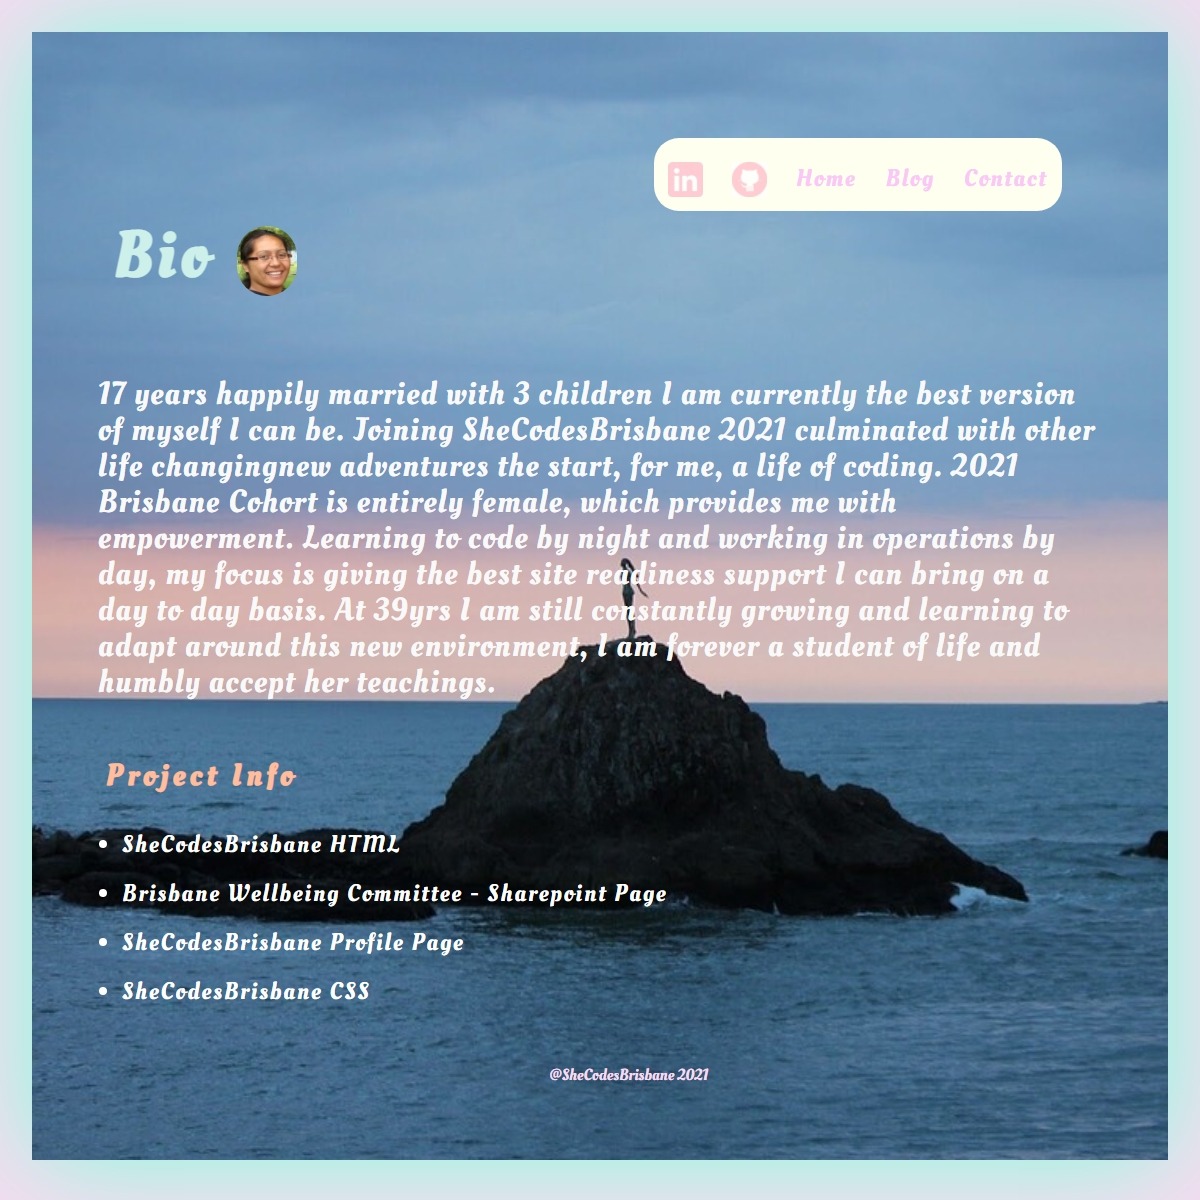 in
Home Blog Contact
Bio
17 years happily married with 3 children I am currently the best version
of myself I can be. Joining SheCodesBrisbane 2021 culminated with other
life changingnew adventures the start, for me, a life of coding. 2021
Brisbane Cohort is entirely female, which provides me with
empowerment. Learning to code by night and working in operations by
day, my focus is giving the best site readiness support I can bring on a
day to day basis. At 39yrs I am still constantly growing and learning to
adapt around this new environment, I am forever a student of life and
humbly accept her teachings.
Project Info
• SheCodesBrisbane HTML
• Brisbane Wellbeing Committee - Sharepoint Page
• SheCodesBrisbane Profile Page
• SheCodesBrisbane CSS
@SheCodesBrisbane 2021